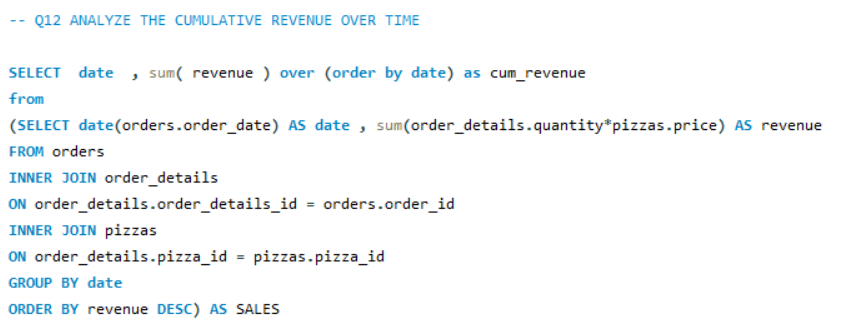 -- Q12 ANALYZE THE CUMULATIVE REVENUE OVER TIME
SELECT  date  , sum( revenue ) over (order by date) as cum_revenue
from
(SELECT date(orders.order_date) AS date , sum(order_details.quantity*pizzas.price) AS revenue
FROM orders
INNER JOIN order_details
ON order_details.order_details_id = orders.order_id
INNER JOIN pizzas
ON order_details.pizza_id = pizzas.pizza_id
GROUP BY date
ORDER BY revenue DESC) AS SALES